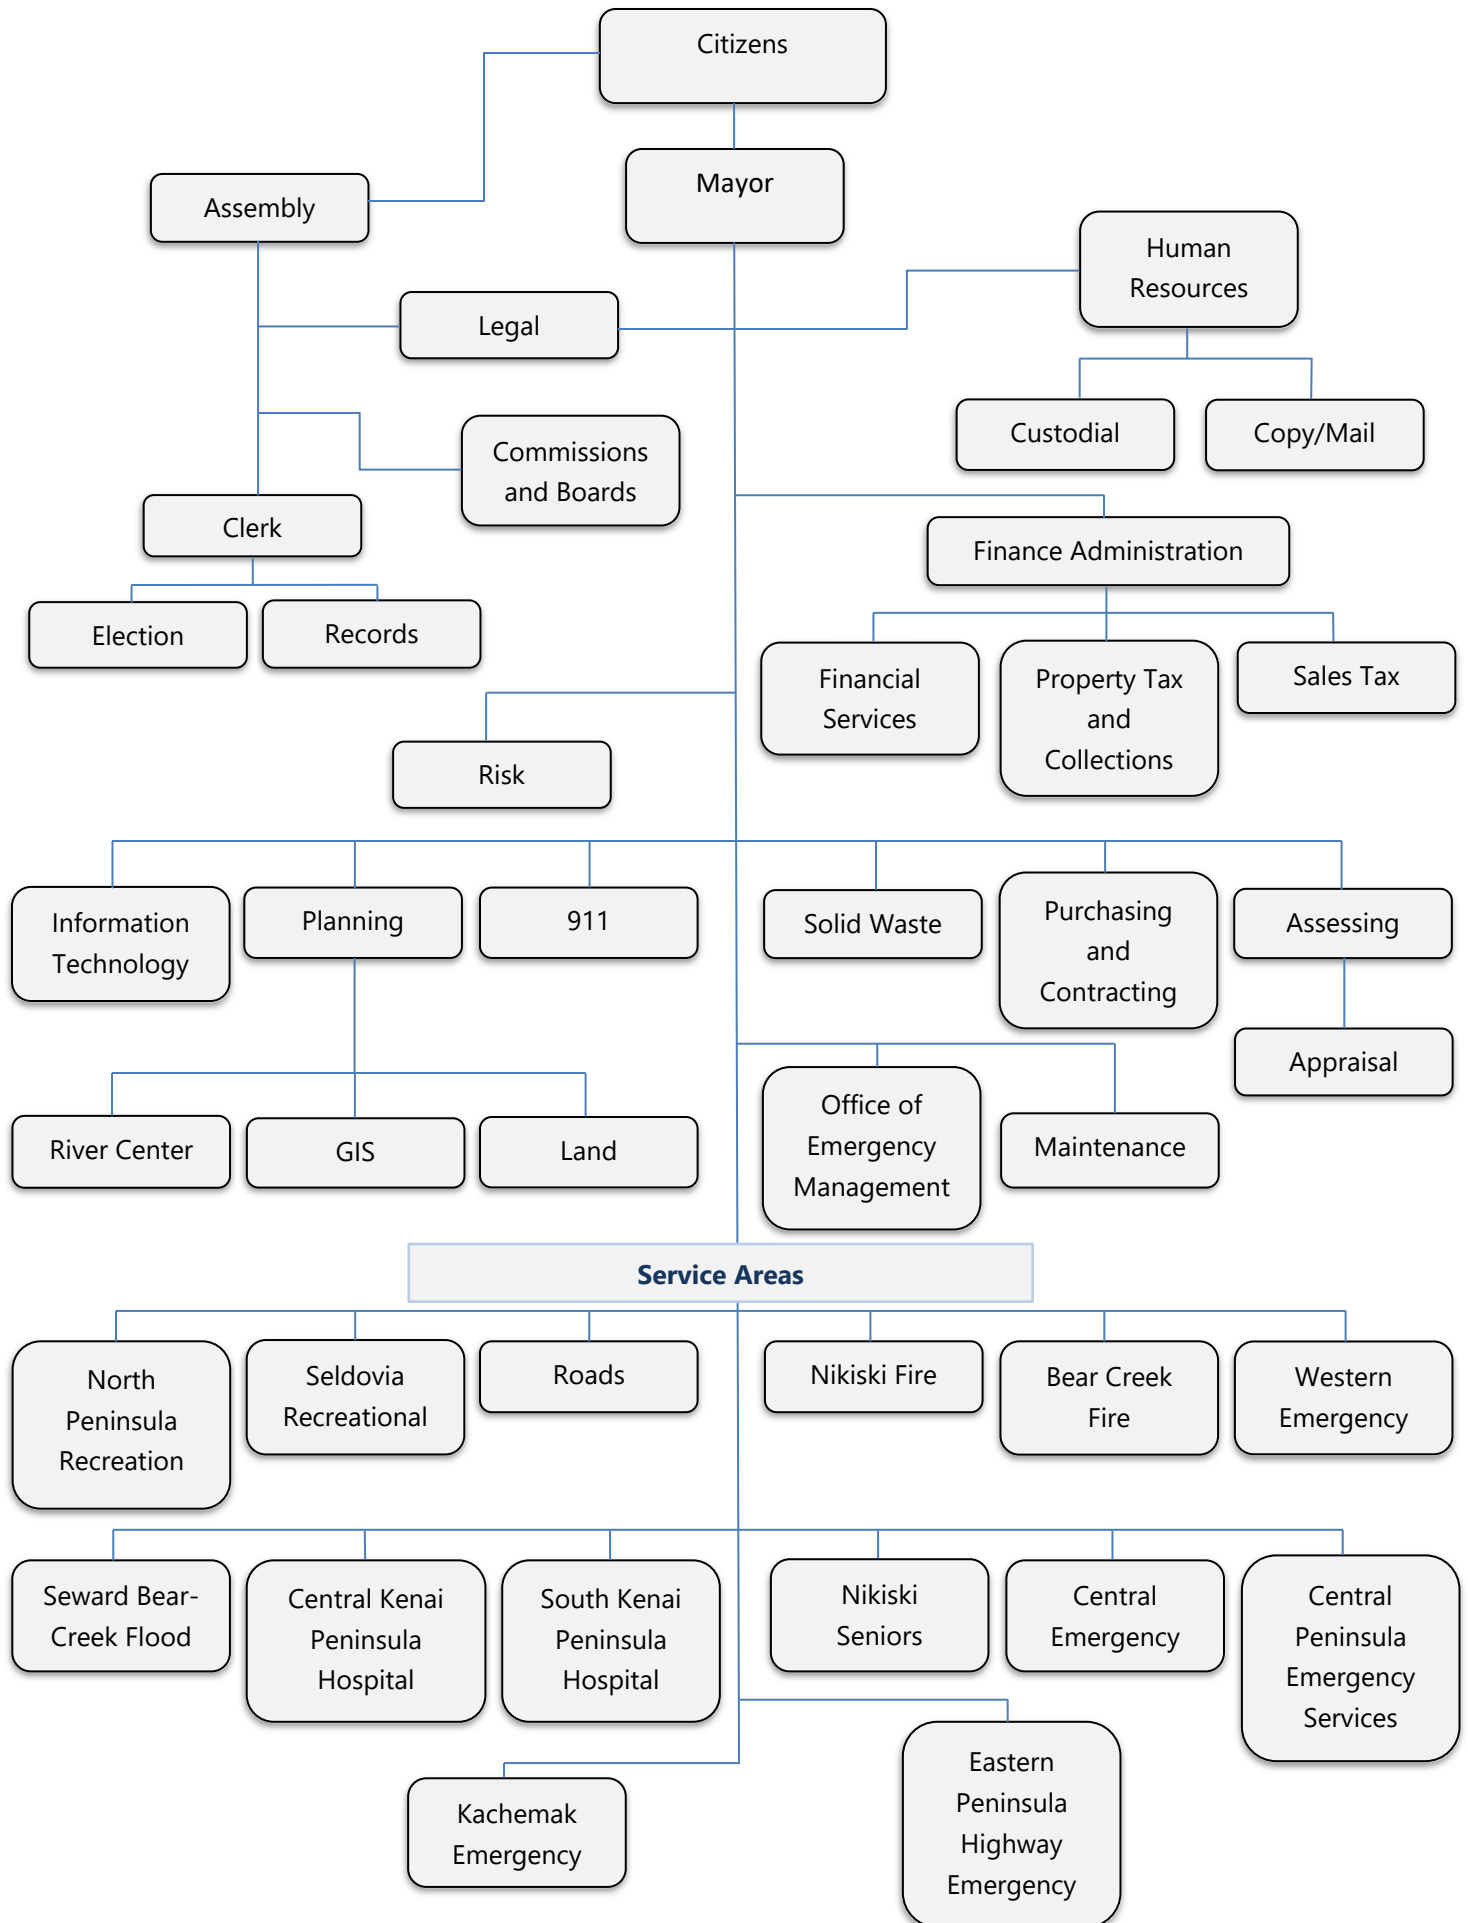 Citizens
Mayor
Assembly
Human
Resources
Legal
Custodial
Copy/Mail
Commissions
and Boards
Clerk
Finance Administration
Election
Records
Financial
Services
Property Tax
and
Collections
Sales Tax
Risk
Information
Technology
Planning
911
Solid Waste
Purchasing
and
Contracting
Assessing
Appraisal
River Center
GIS
Land
Office of
Emergency
Management
Maintenance
Service Areas
North
Peninsula
Recreation
Seldovia
Recreational
Roads
Nikiski Fire
Bear Creek
Fire
Western
Emergency
Seward Bear-
Creek Flood
Central Kenai
Peninsula
Hospital
South Kenai
Peninsula
Hospital
Nikiski
Seniors
Central
Emergency
Central
Peninsula
Emergency
Services
Kachemak
Emergency
Eastern
Peninsula
Highway
Emergency